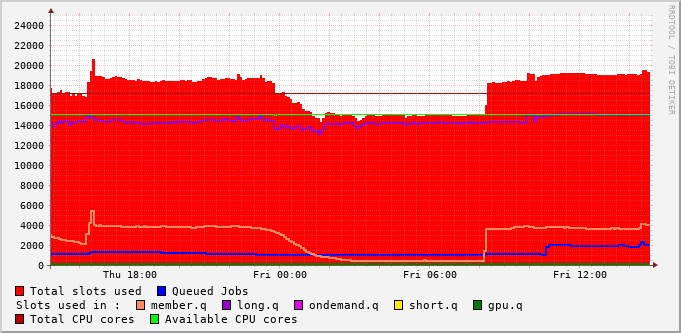 24000
22000
20000
18000
16000
14000
12000
10000
8000
6000
4000
2000
0
Thu 18:00 Fri 00:00 Fri 06:00 Fri 12:00
RRDTOOL / TOBI OETIKER
Total slots used Queued Jobs
Slots used in : member.q long.q ondemand.q short.q gpu.q
Total CPU cores Available CPU cores